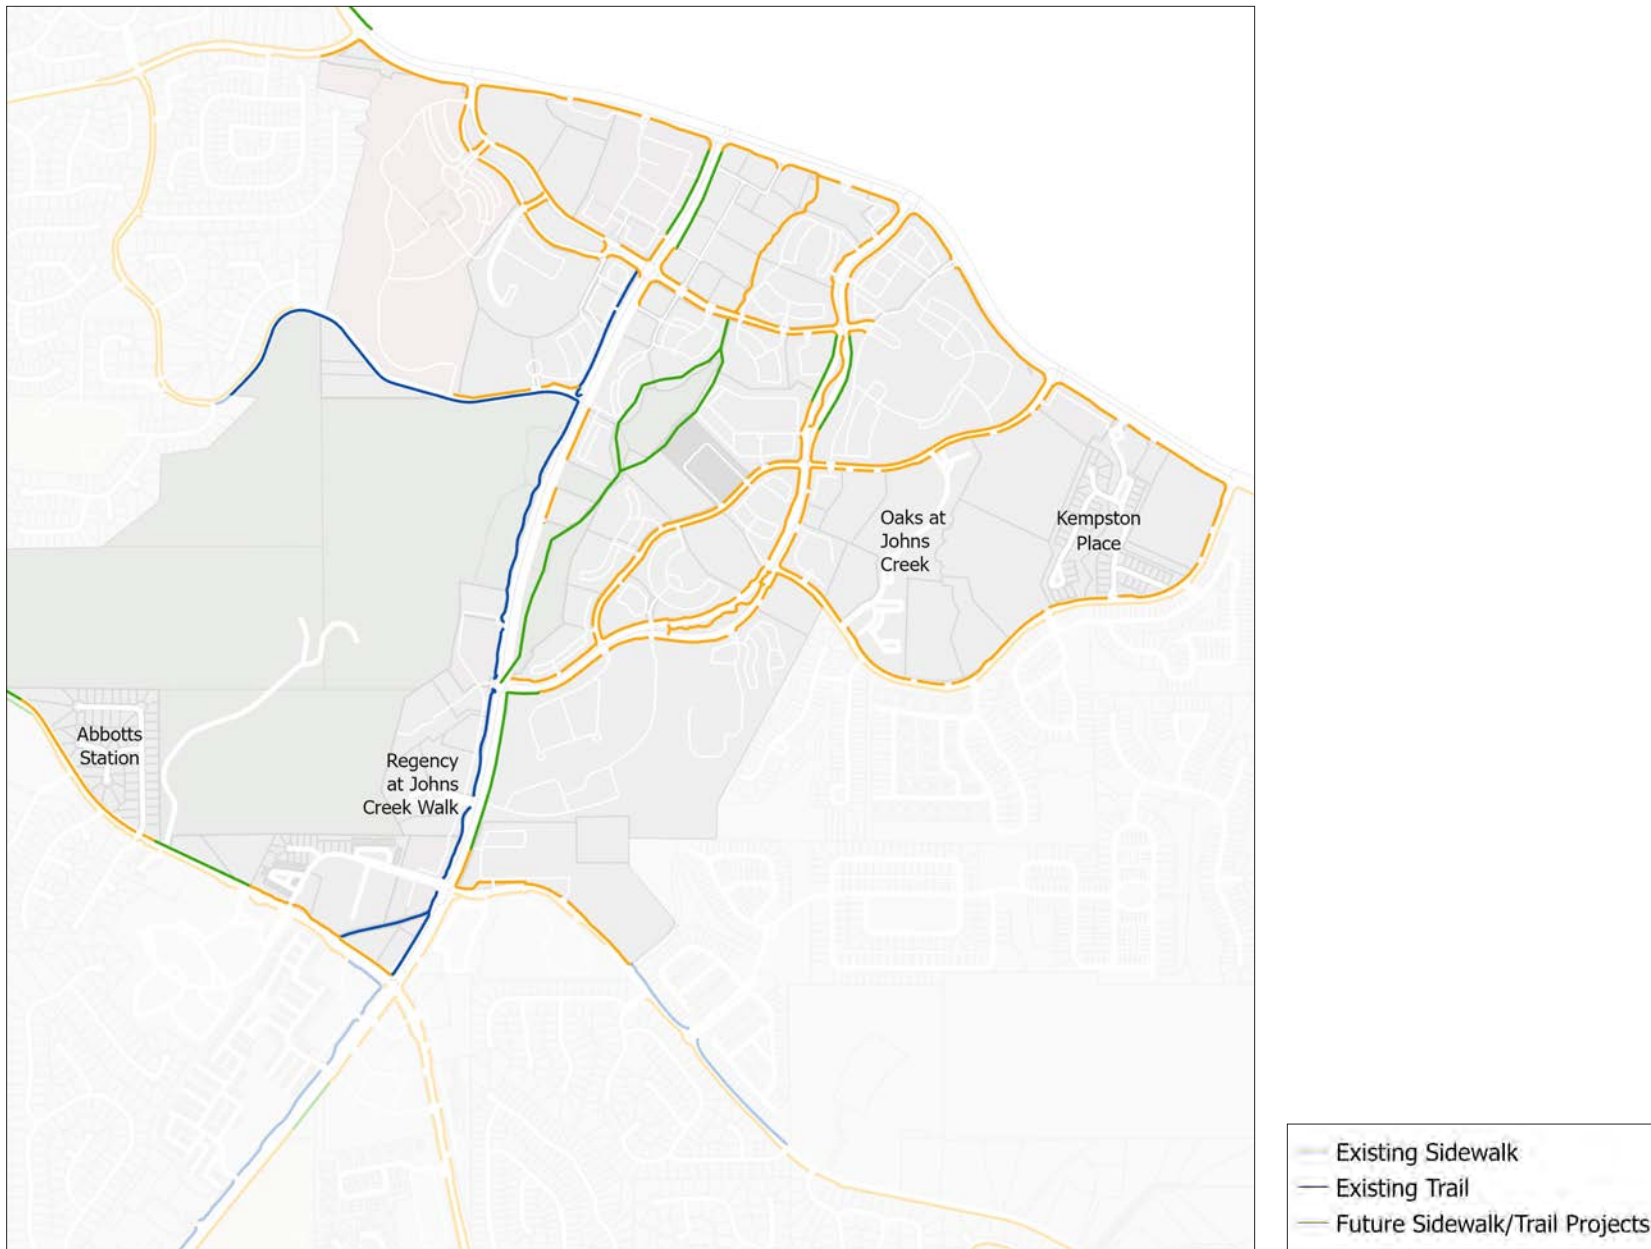 Oaks at
Johns
Creek
Kempston
Place
Abbotts
Station
Regency
at Johns
Creek Walk
Existing Sidewalk
Existing Trail
Future Sidewalk/Trail Projects